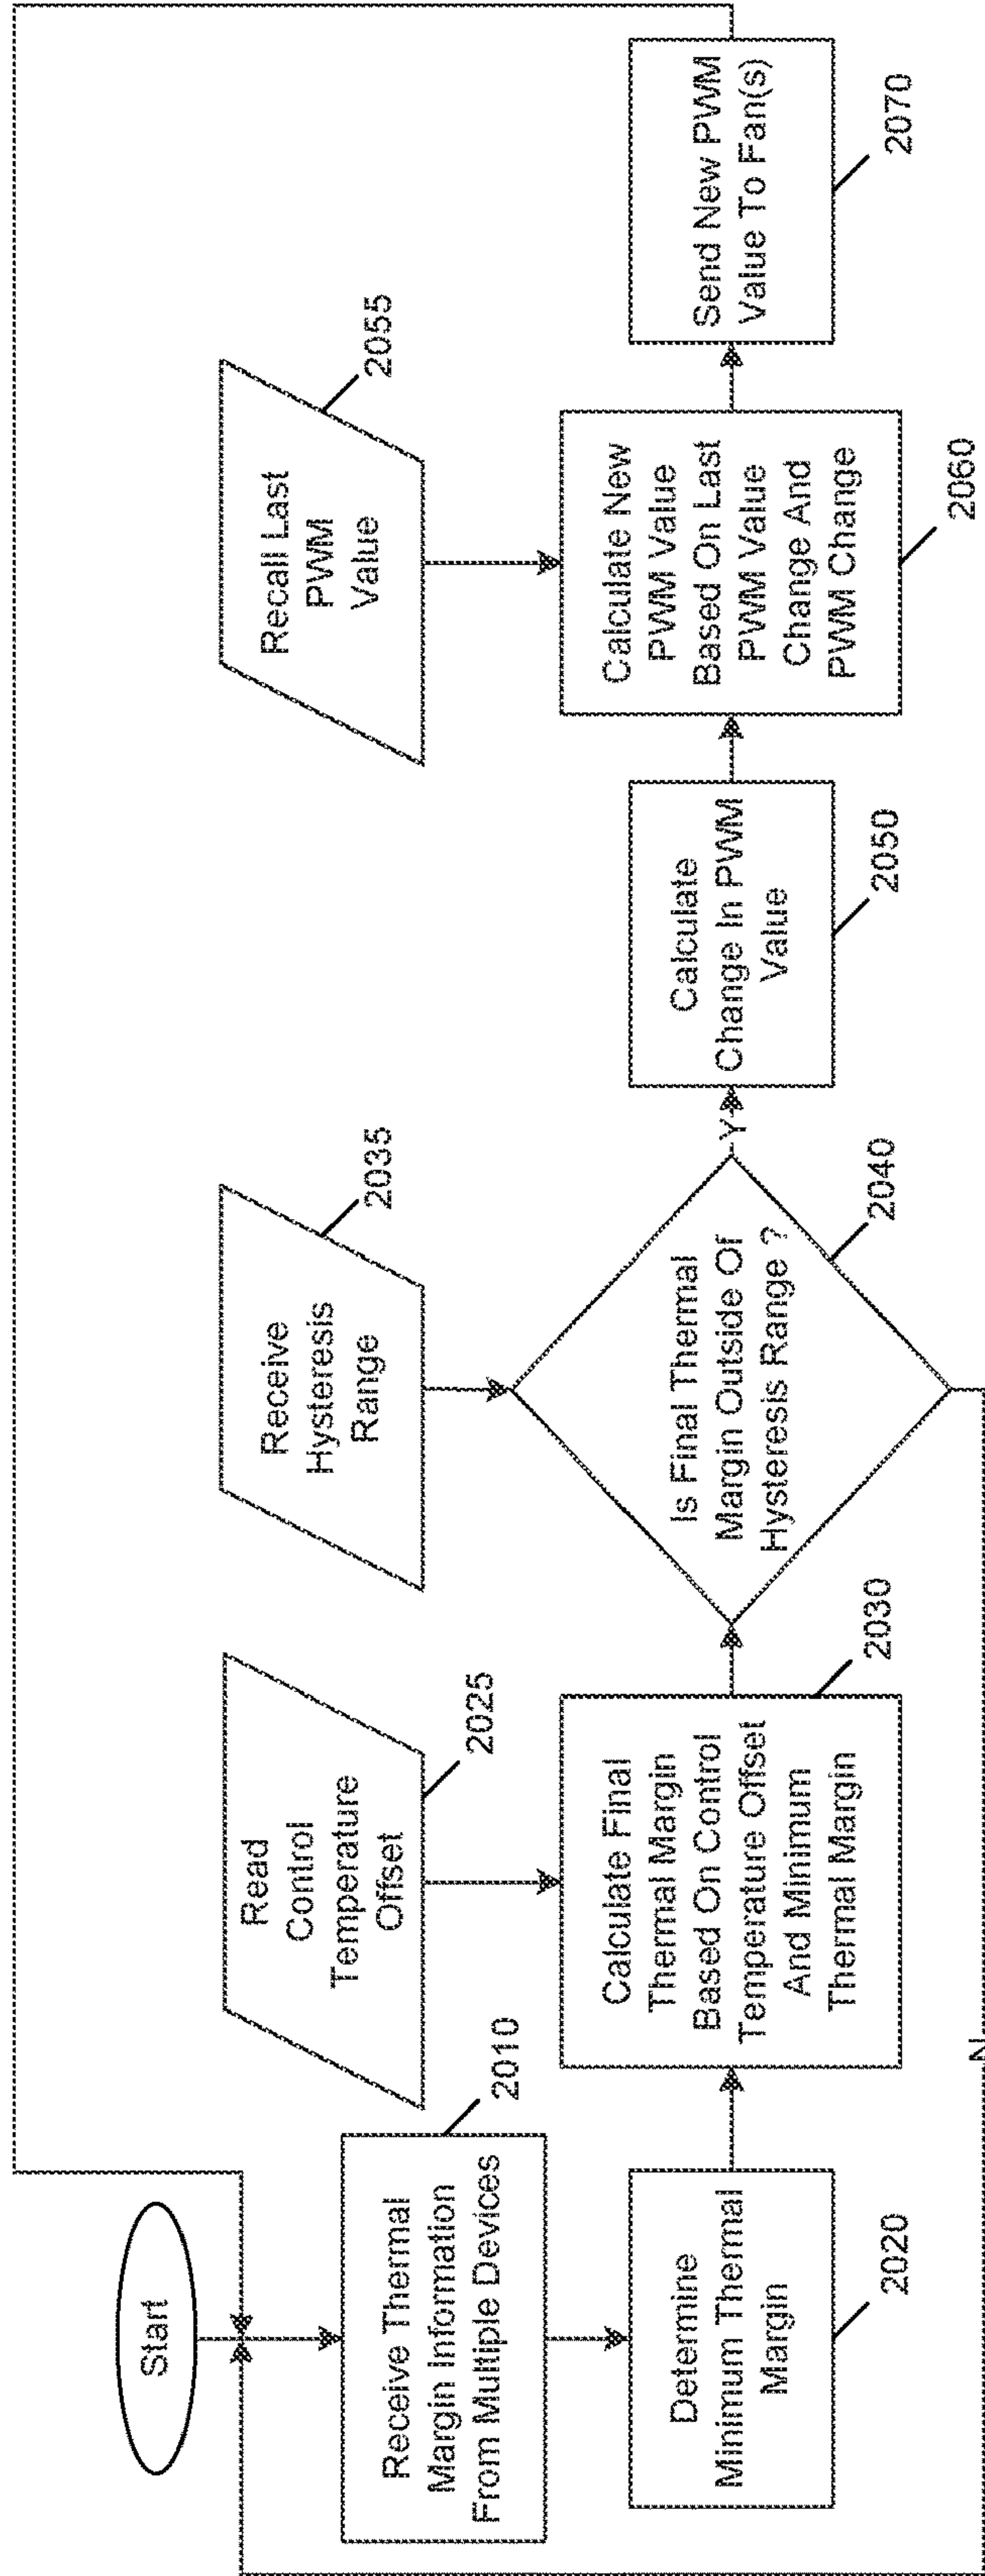 Start
Receive Thermal
Margin Information
From Multiple Devices
2010
Determine
Minimum Thermal
Margin
2020
Read
Control
Temperature
Offset
2025
Calculate Final
Thermal Margin
Based On Control
Temperature Offset
And Minimum
Thermal Margin
2030
Receive
Hysteresis
Range
2035
Is Final Thermal
Margin Outside Of
Hysteresis Range ?
2040
Y
N
Calculate
Change In PWM
Value
2050
Recall Last
PWM
Value
2055
Calculate New
PWM Value
Based On Last
PWM Value
Change And
PWM Change
2060
Send New PWM
Value To Fan(s)
2070